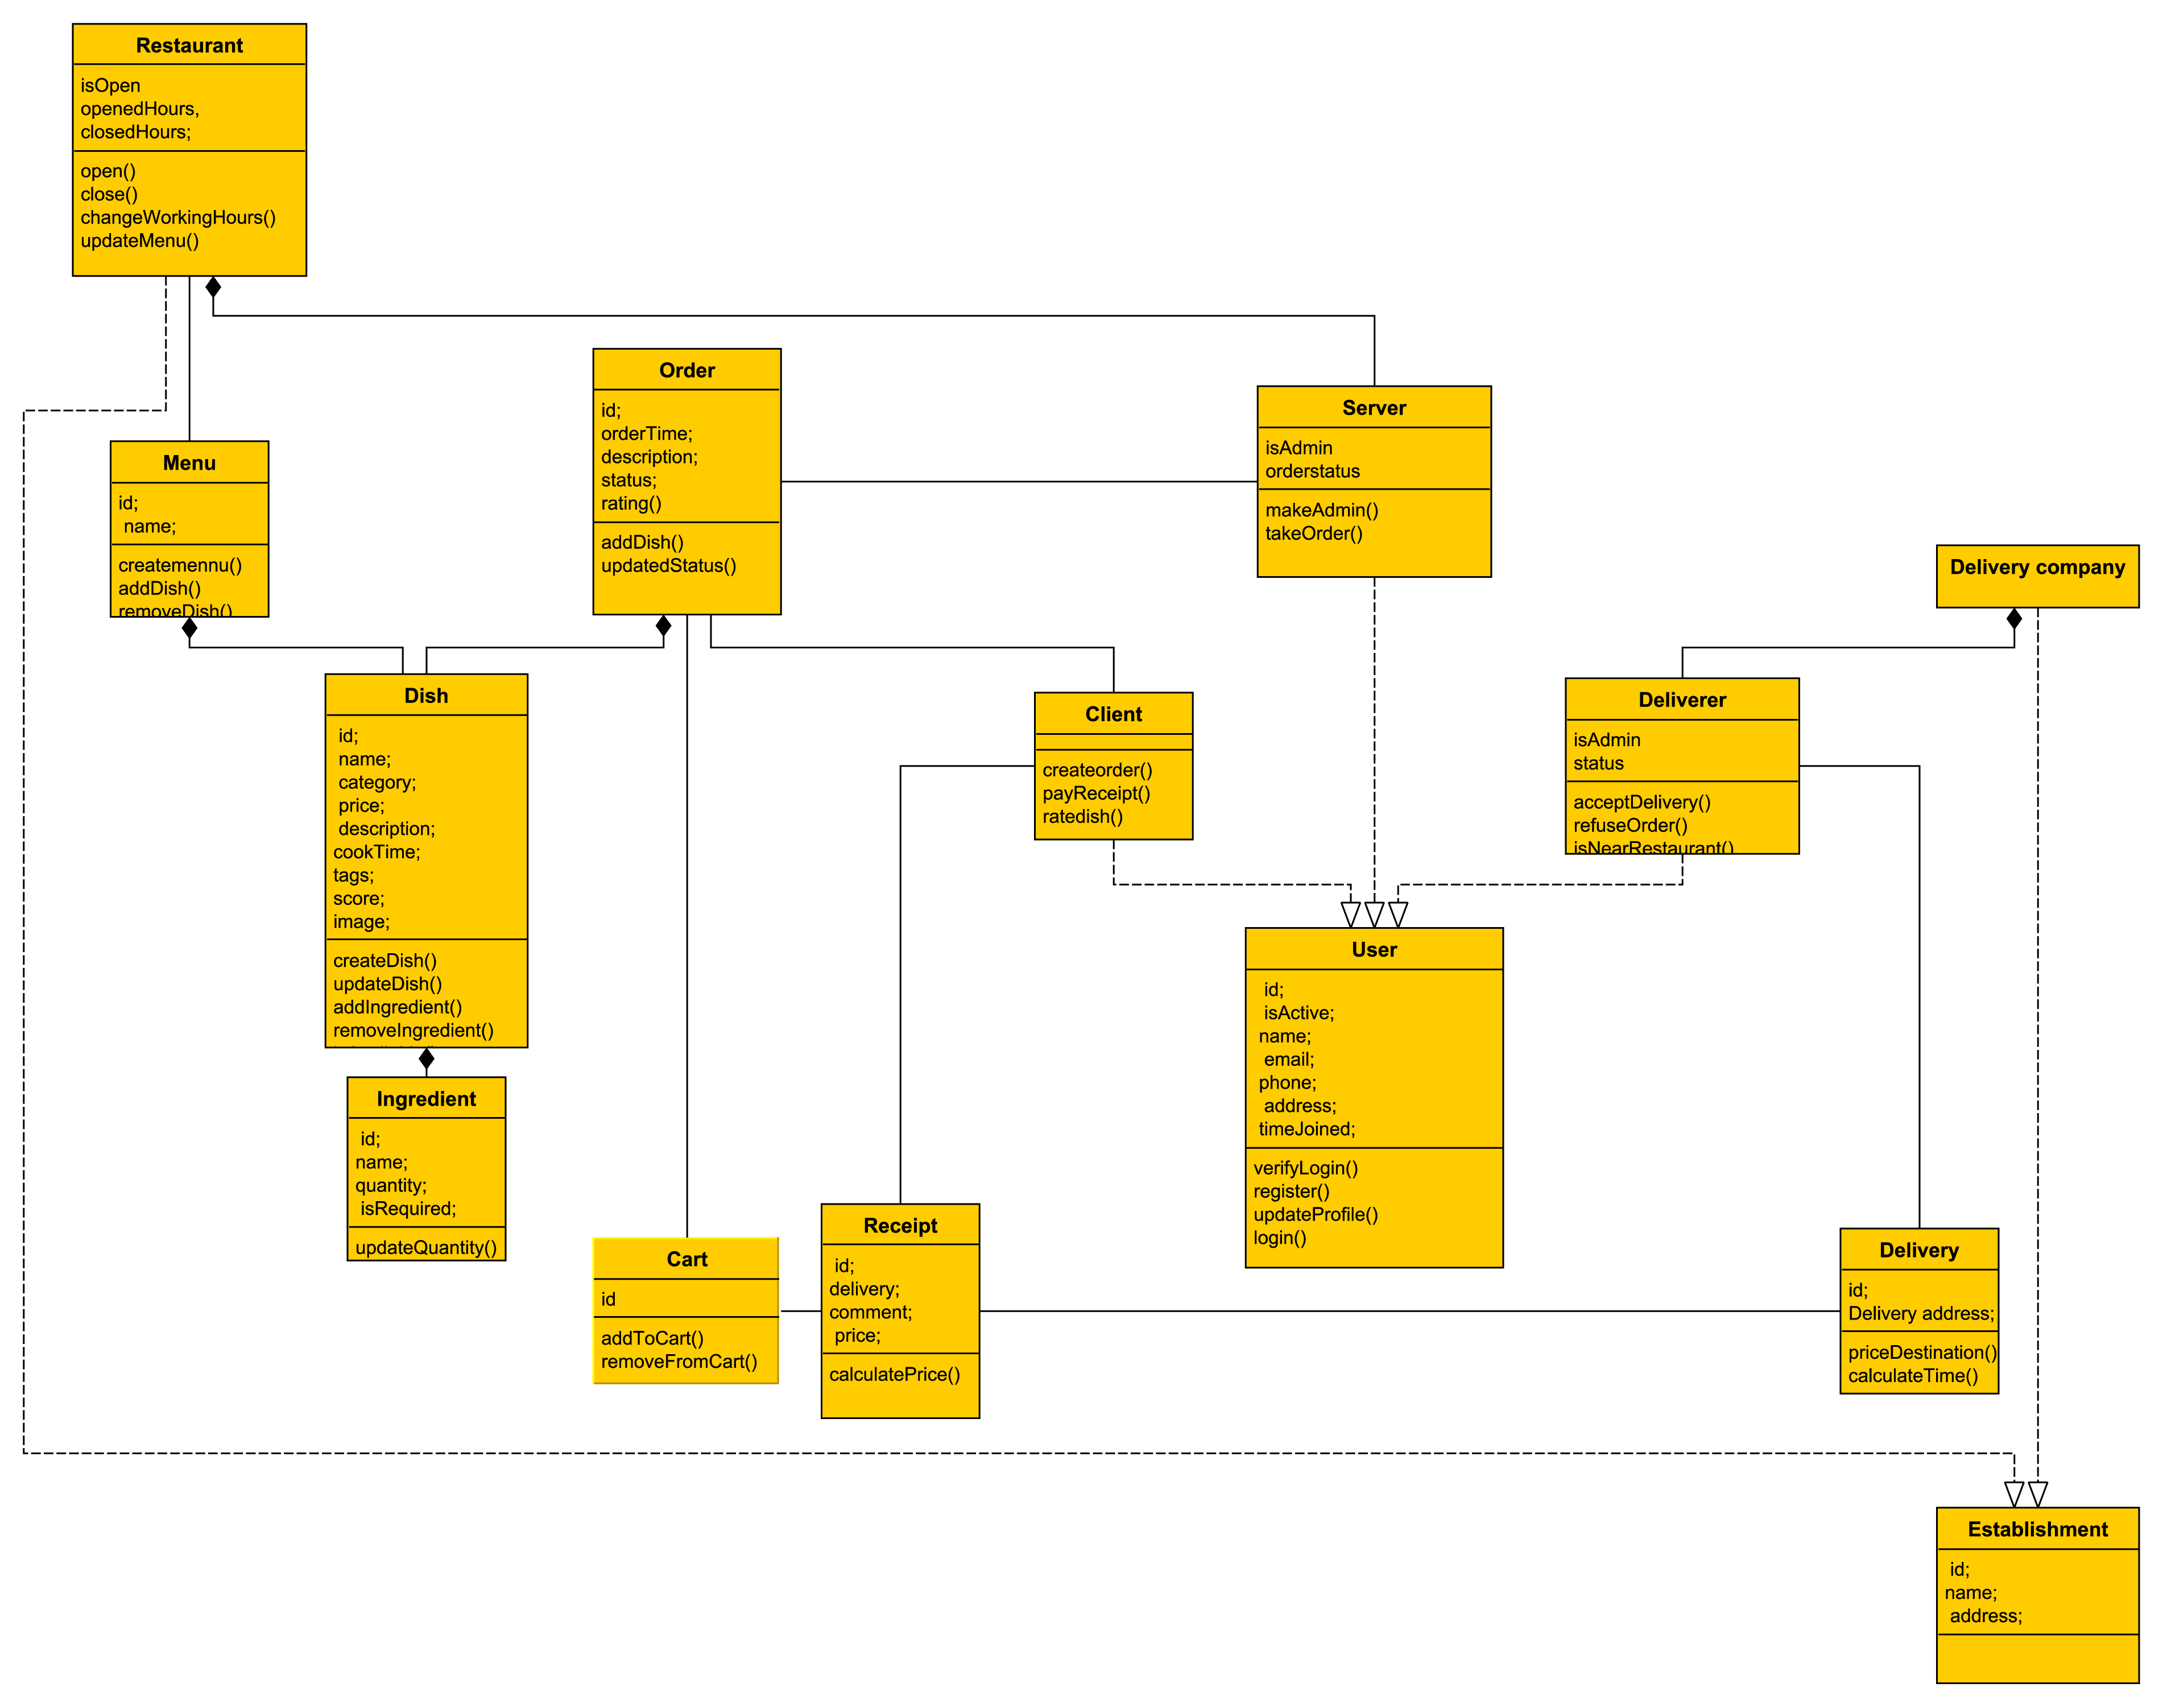 Restaurant
isOpen
openedHours,
closedHours;
open()
close()
changeWorkingHours()
updateMenu()
Order
id;
orderTime;
description;
status;
rating()
addDish()
updatedStatus()
Server
isAdmin
orderstatus
makeAdmin()
takeOrder()
Menu
id;
name;
createmennu()
addDish()
removeDish()
Delivery company
Dish
id;
name;
category;
price;
description;
cookTime;
tags;
score;
image;
createDish()
updateDish()
addIngredient()
removeIngredient()
Client
createorder()
payReceipt()
ratedish()
Deliverer
isAdmin
status
acceptDelivery()
refuseOrder()
isNearRestaurant()
User
id;
isActive;
name;
email;
phone;
address;
timeJoined;
verifyLogin()
register()
updateProfile()
login()
Ingredient
id;
name;
quantity;
isRequired;
updateQuantity()
Cart
id
addToCart()
removeFromCart()
Receipt
id;
delivery;
comment;
price;
calculatePrice()
Delivery
id;
Delivery address;
priceDestination()
calculateTime()
Establishment
id;
name;
address;